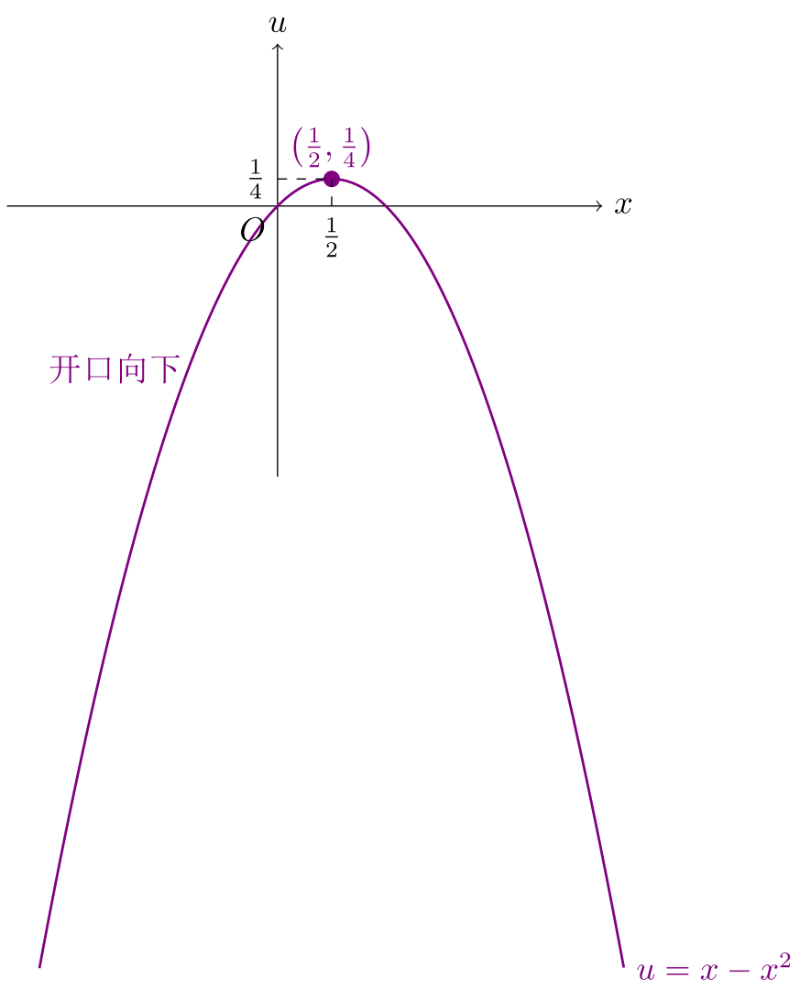 u
(1/2, 1/4)
1/4
x
O
1/2
开口向下
u = x − x²